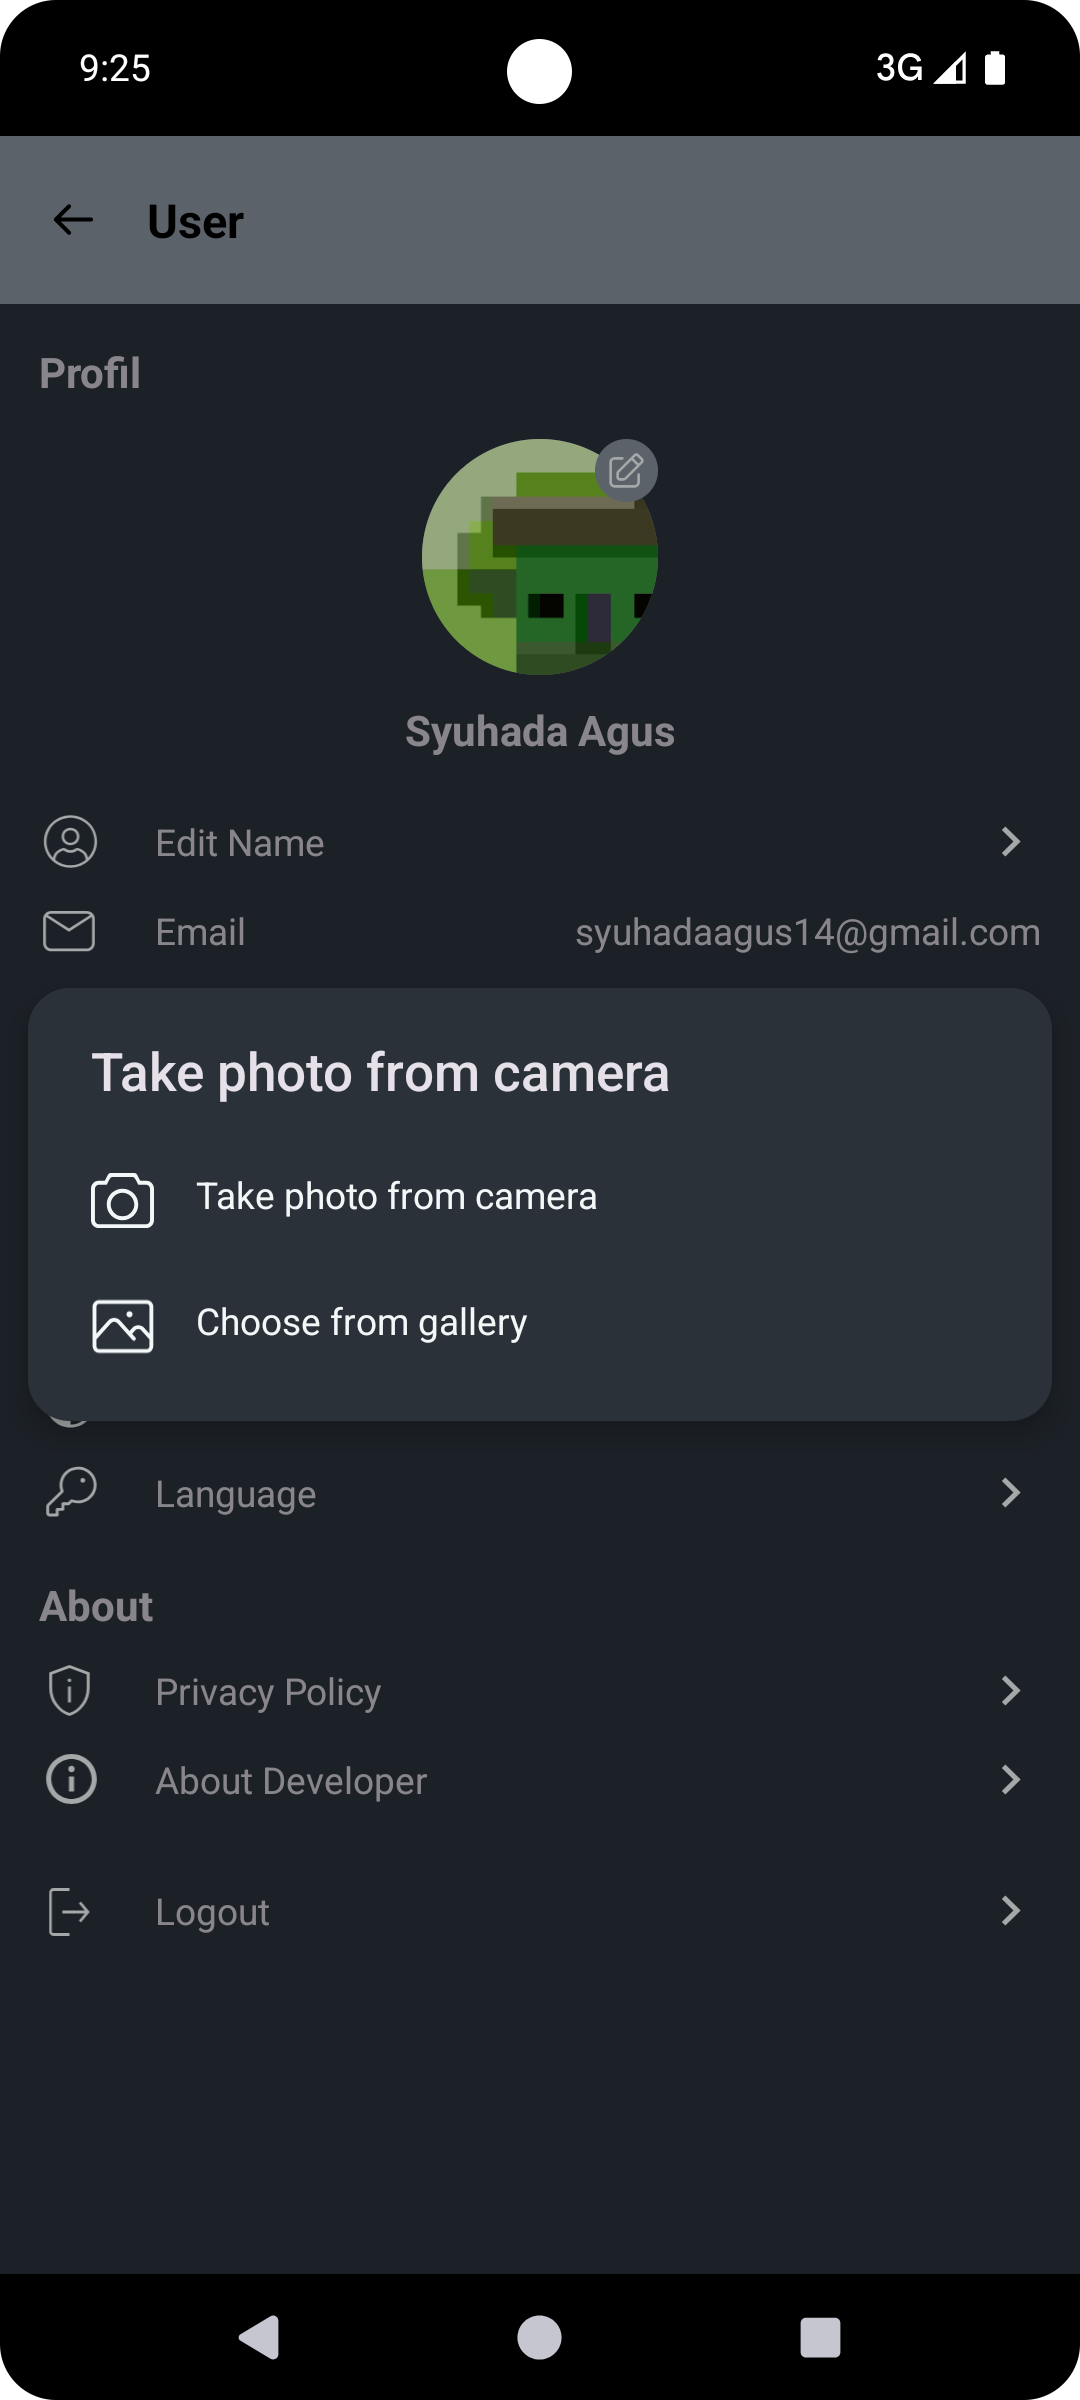 9:25
3G
User
Profil
Syuhada Agus
Edit Name
Email
syuhadaagus14@gmail.com
Take photo from camera
Take photo from camera
Choose from gallery
Language
About
Privacy Policy
About Developer
Logout